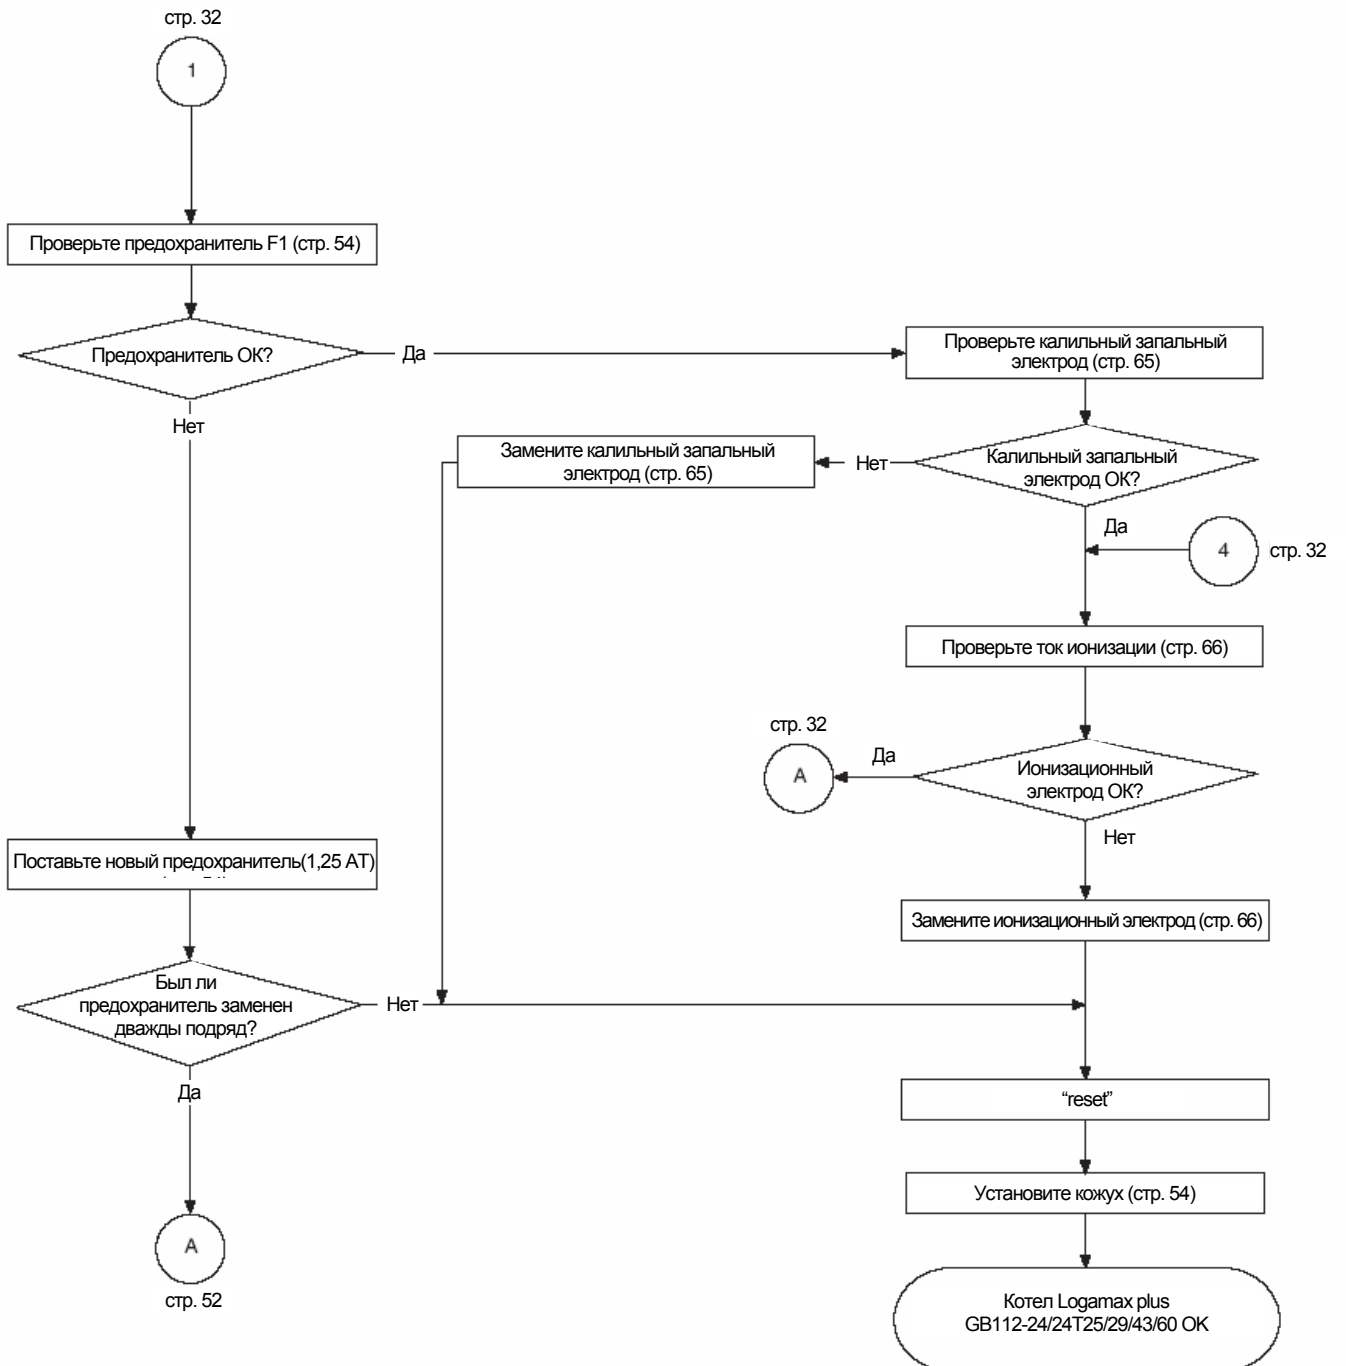 стр. 32
1
Проверьте предохранитель F1 (стр. 54)
Предохранитель ОК?
Да
Проверьте калильный запальный
электрод (стр. 65)
Нет
Замените калильный запальный
электрод (стр. 65)
Нет
Калильный запальный
электрод ОК?
Да
4
стр. 32
Проверьте ток ионизации (стр. 66)
стр. 32
A
Да
Ионизационный
электрод ОК?
Нет
Поставьте новый предохранитель(1,25 АТ)
Замените ионизационный электрод (стр. 66)
Был ли
предохранитель заменен
дважды подряд?
Нет
Да
“reset”
Установите кожух (стр. 54)
A
стр. 52
Котел Logamax plus
GB112-24/24T25/29/43/60 OK